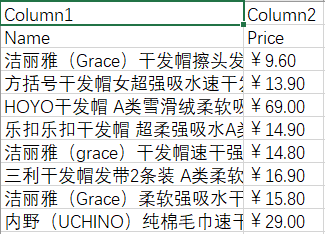 Column1 Column2
Name Price
洁丽雅（Grace）干发帽擦头发 ¥9.60
方括号干发帽女超强吸水速干发 ¥13.90
HOYO干发帽 A类雪滑绒柔软吸 ¥69.00
乐扣乐扣干发帽 超柔强吸水A类 ¥14.90
洁丽雅（grace）干发帽速干强 ¥14.80
三利干发帽发带2条装 A类柔软 ¥16.90
洁丽雅（Grace）柔软强吸水干 ¥15.80
内野（UCHINO）纯棉毛巾速干 ¥29.00